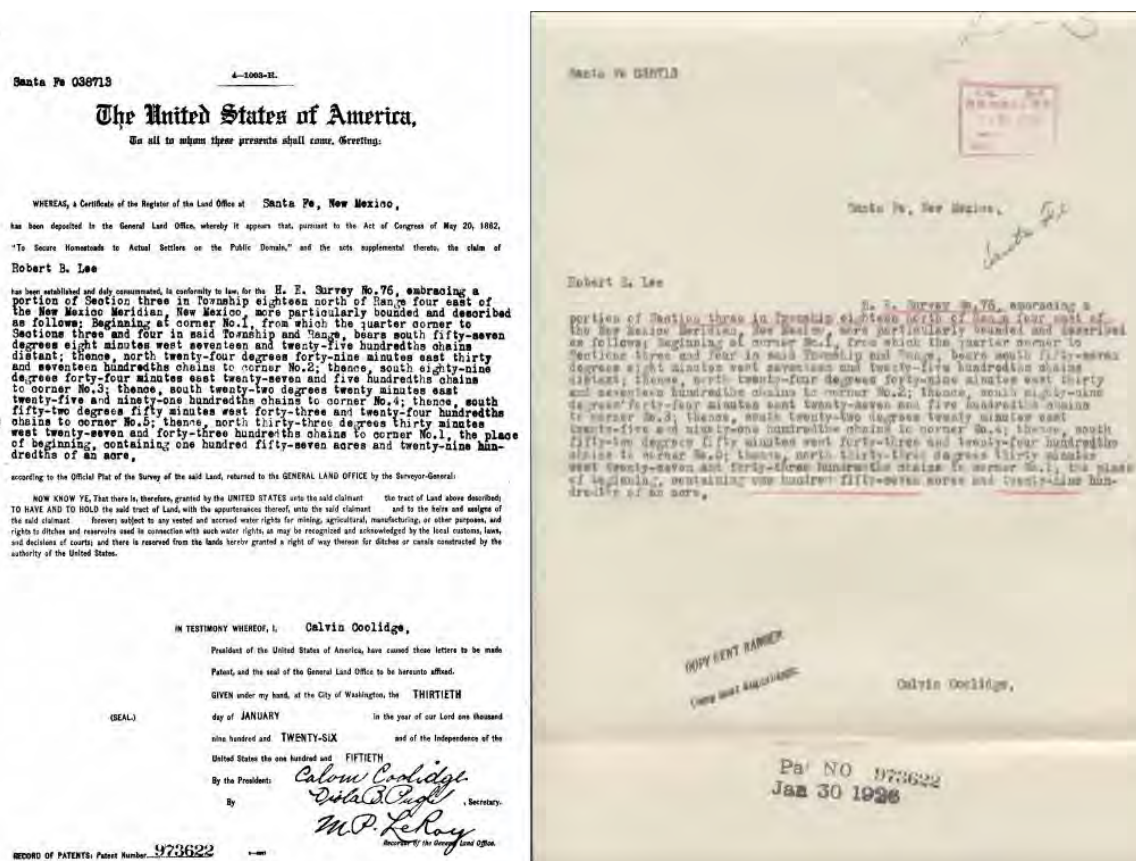 Santa Fe 038713
4—1003-R.
The United States of America,
To all to whom these presents shall come, Greeting:
WHEREAS, a Certificate of the Register of the Land Office at Santa Fe, New Mexico,
has been deposited in the General Land Office, whereby it appears that, pursuant to the Act of Congress of May 20, 1862,
"To Secure Homesteads to Actual Settlers on the Public Domain," and the acts supplemental thereto, the claim of
Robert E. Lee
has been established and duly consummated, in conformity to law, for the H. E. Survey No.76, embracing a
portion of Section three in Township eighteen north of Range four east of
the New Mexico Meridian, New Mexico, more particularly bounded and described
as follows; Beginning at corner No.1, from which the quarter corner to
Sections three and four in said Township and Range, bears south fifty-seven
degrees eight minutes west seventeen and twenty-five hundredths chains
distant; thence, north twenty-four degrees forty-nine minutes east thirty
and seventeen hundredths chains to corner No.2; thence, south eighty-nine
degrees forty-four minutes east twenty-seven and five hundredths chains
to corner No.3; thence, south twenty-two degrees twenty minutes east
twenty-five and ninety-one hundredths chains to corner No.4; thence, south
fifty-two degrees fifty minutes west forty-three and twenty-four hundredths
chains to corner No.5; thence, north thirty-three degrees thirty minutes
west twenty-seven and forty-three hundredths chains to corner No.1, the place
of beginning, containing one hundred fifty-seven acres and twenty-nine hun-
dredths of an acre,
according to the Official Plat of the Survey of the said Land, returned to the GENERAL LAND OFFICE by the Surveyor-General:
NOW KNOW YE, That there is, therefore, granted by the UNITED STATES unto the said claimant the tract of Land above described;
TO HAVE AND TO HOLD the said tract of Land, with the appurtenances thereof, unto the said claimant and to the heirs and assigns of
the said claimant forever; subject to any vested and accrued water rights for mining, agricultural, manufacturing, or other purposes, and
rights to ditches and reservoirs used in connection with such water rights, as may be recognized and acknowledged by the local customs, laws,
and decisions of courts; and there is reserved from the lands hereby granted a right of way thereon for ditches or canals constructed by the
authority of the United States.
IN TESTIMONY WHEREOF, I, Calvin Coolidge,
President of the United States of America, have caused these letters to be made
Patent, and the seal of the General Land Office to be hereunto affixed.
GIVEN under my hand, at the City of Washington, the THIRTIETH
(SEAL.) day of JANUARY in the year of our Lord one thousand
nine hundred and TWENTY-SIX and of the Independence of the
United States the one hundred and FIFTIETH
By the President: Calvin Coolidge
By Viola B. Pugh, Secretary.
M.P. LeRoy
Recorder of the General Land Office.
RECORD OF PATENTS: Patent Number 973622
Santa Fe 038713
Santa Fe, New Mexico,
Santa Fe
Robert E. Lee
H. E. Survey No.76, embracing a
portion of Section three in Township eighteen north of Range four east of
the New Mexico Meridian, New Mexico, more particularly bounded and described
as follows; Beginning at corner No.1, from which the quarter corner to
Sections three and four in said Township and Range, bears south fifty-seven
degrees eight minutes west seventeen and twenty-five hundredths chains
distant; thence, north twenty-four degrees forty-nine minutes east thirty
and seventeen hundredths chains to corner No.2; thence, south eighty-nine
degrees forty-four minutes east twenty-seven and five hundredths chains
to corner No.3; thence, south twenty-two degrees twenty minutes east
twenty-five and ninety-one hundredths chains to corner No.4; thence, south
fifty-two degrees fifty minutes west forty-three and twenty-four hundredths
chains to corner No.5; thence, north thirty-three degrees thirty minutes
west twenty-seven and forty-three hundredths chains to corner No.1, the place
of beginning, containing one hundred fifty-seven acres and twenty-nine hun-
dredths of an acre,
COPY SENT RANGER
Calvin Coolidge,
Pa' NO 973622
Jan 30 1926